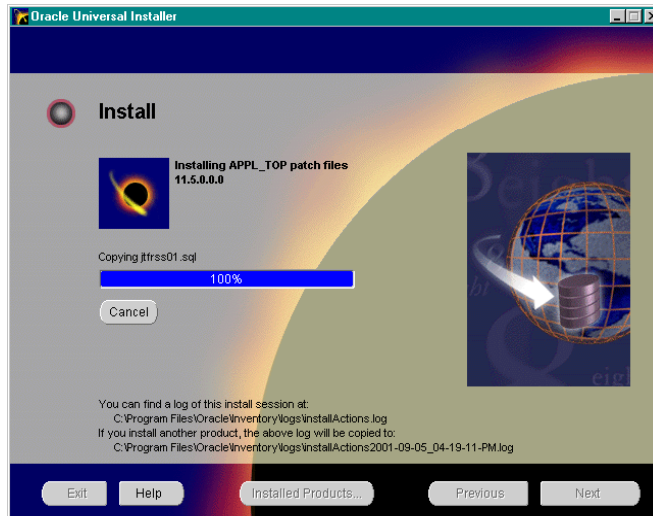 Oracle Universal Installer
Install
Installing APPL_TOP patch files
11.5.0.0.0
Copying jtfrss01.sql
100%
Cancel
You can find a log of this install session at:
C:\Program Files\Oracle\Inventory\logs\installActions.log
If you install another product, the above log will be copied to:
C:\Program Files\Oracle\Inventory\logs\installActions2001-09-05_04-19-11-PM.log
Exit Help Installed Products... Previous Next
8eight
8
eigh